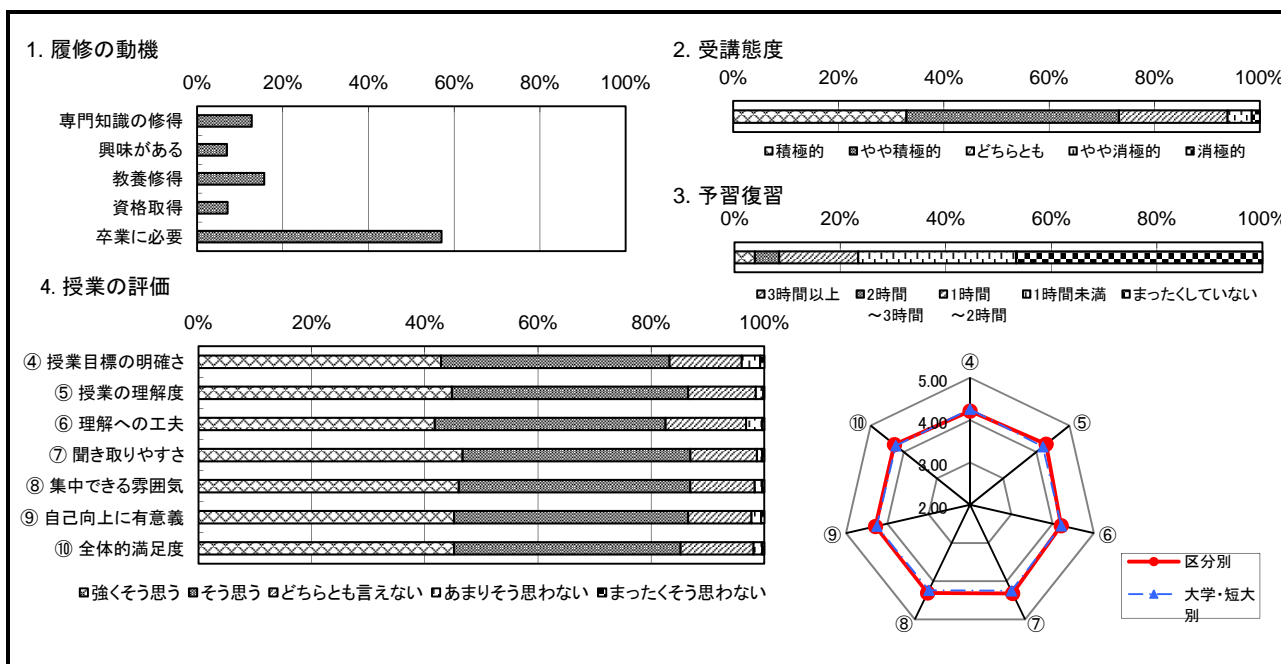 1. 履修の動機
0% 20% 40% 60% 80% 100%
専門知識の修得
興味がある
教養修得
資格取得
卒業に必要
2. 受講態度
0% 20% 40% 60% 80% 100%
積極的 やや積極的 どちらとも やや消極的 消極的
3. 予習復習
0% 20% 40% 60% 80% 100%
3時間以上 2時間 1時間 1時間未満 まったくしていない
～3時間 ～2時間
4. 授業の評価
0% 20% 40% 60% 80% 100%
④ 授業目標の明確さ
⑤ 授業の理解度
⑥ 理解への工夫
⑦ 聞き取りやすさ
⑧ 集中できる雰囲気
⑨ 自己向上に有意義
⑩ 全体的満足度
強くそう思う そう思う どちらとも言えない あまりそう思わない まったくそう思わない
④
5.00
⑩ 4.00 ⑤
3.00
2.00
⑨ ⑥
⑧ ⑦
区分別
大学・短大
別